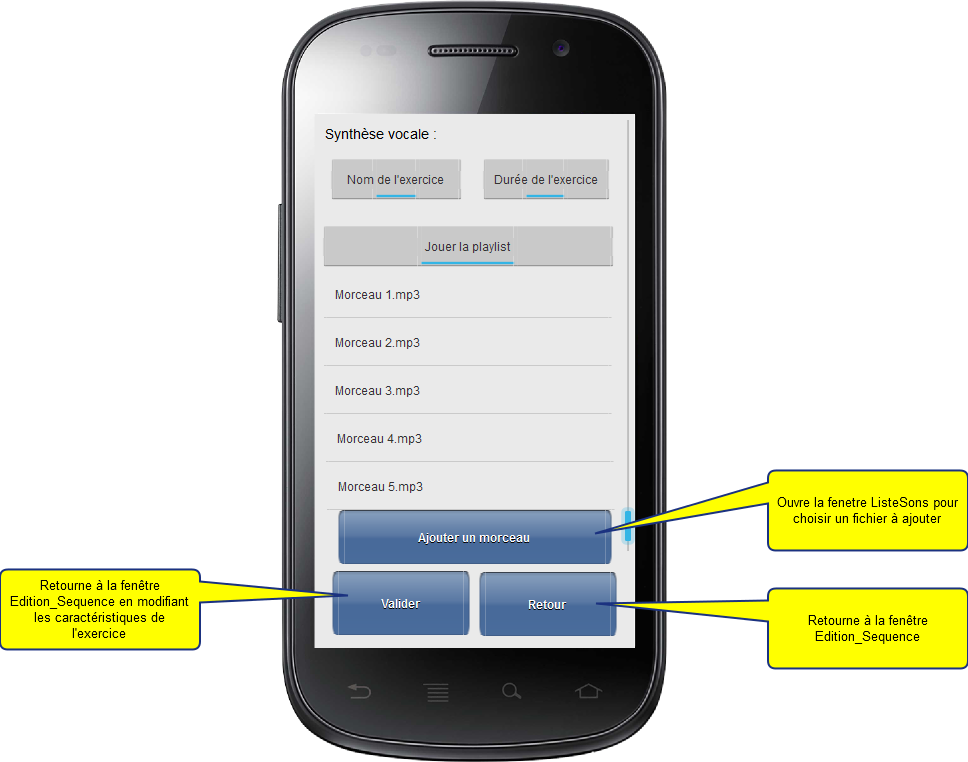 Synthèse vocale :
Nom de l'exercice
Durée de l'exercice
Jouer la playlist
Morceau 1.mp3
Morceau 2.mp3
Morceau 3.mp3
Morceau 4.mp3
Morceau 5.mp3
Ajouter un morceau
Valider
Retour
Ouvre la fenetre ListeSons pour
choisir un fichier à ajouter
Retourne à la fenêtre
Edition_Sequence en modifiant
les caractéristiques de
l'exercice
Retourne à la fenêtre
Edition_Sequence